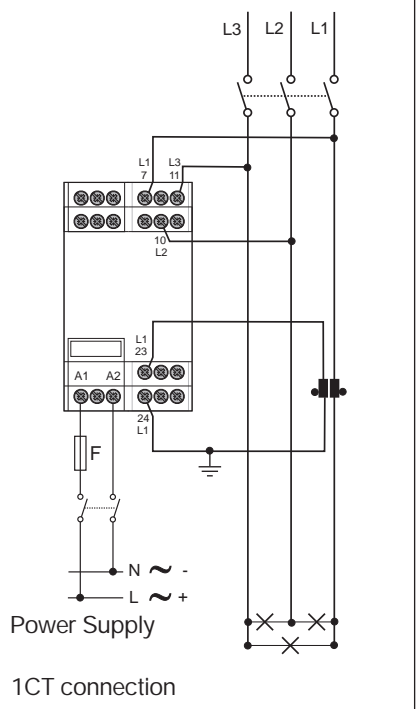 L3 L2 L1
L1 L3
7 11
10
L2
L1
23
A1 A2
24
L1
F
N ~ -
L ~ +
Power Supply
1CT connection